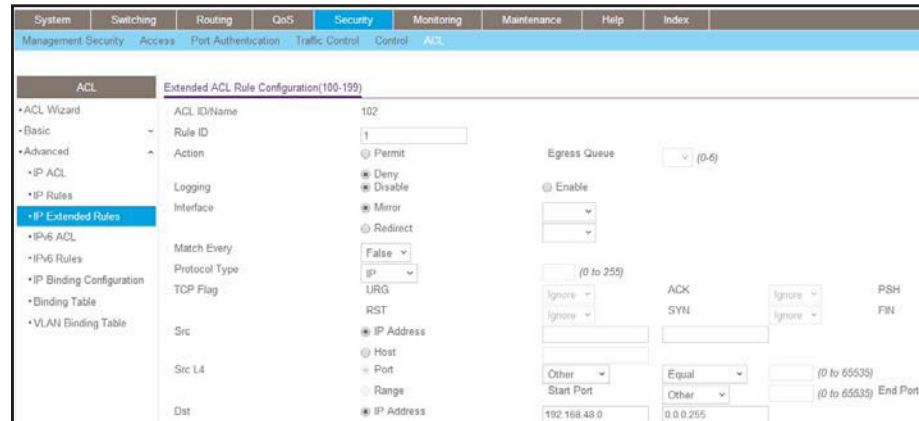 System Switching Routing QoS Security Monitoring Maintenance Help Index
Management Security Access Port Authentication Traffic Control Control ACL
ACL
•ACL Wizard
•Basic
•Advanced
•IP ACL
•IP Rules
•IP Extended Rules
•IPv6 ACL
•IPv6 Rules
•IP Binding Configuration
•Binding Table
•VLAN Binding Table
Extended ACL Rule Configuration(100-199)
ACL ID/Name 102
Rule ID 1
Action Permit Egress Queue (0-6)
Deny
Logging Disable Enable
Interface Mirror
Redirect
Match Every False
Protocol Type IP (0 to 255)
TCP Flag URG Ignore ACK Ignore PSH
RST Ignore SYN Ignore FIN
Src IP Address
Host
Src L4 Port Other Equal (0 to 65535)
Range Start Port Other (0 to 65535) End Port
Dst IP Address 192.168.48.0 0.0.0.255